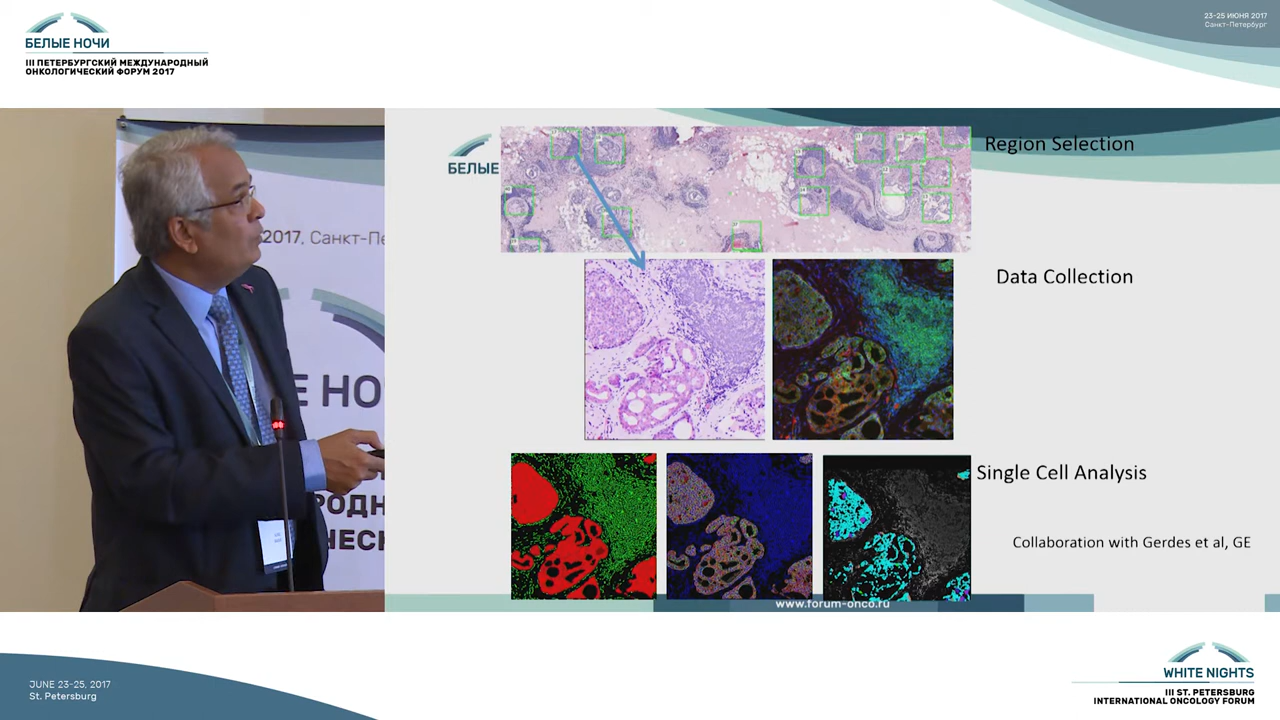 БЕЛЫЕ НОЧИ
III ПЕТЕРБУРГСКИЙ МЕЖДУНАРОДНЫЙ
ОНКОЛОГИЧЕСКИЙ ФОРУМ 2017
23-25 ИЮНЯ 2017
Санкт-Петербург
2017, Санкт-Пе
Е НО
РОДН
ЧЕСК
БЕЛЫЕ
Region Selection
Data Collection
Single Cell Analysis
Collaboration with Gerdes et al, GE
www.forum-onco.ru
JUNE 23-25, 2017
St. Petersburg
WHITE NIGHTS
III ST. PETERSBURG
INTERNATIONAL ONCOLOGY FORUM